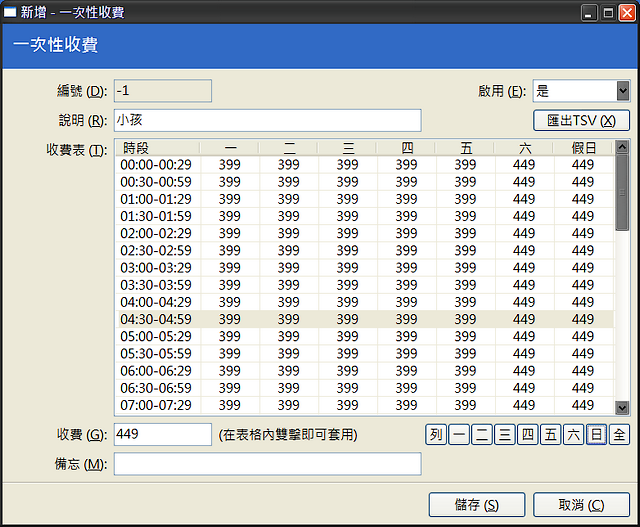 新增 - 一次性收費
一次性收費
編號 (D): -1 啟用 (E): 是
說明 (R): 小孩 匯出TSV (X)
收費表 (T): 時段 一 二 三 四 五 六 假日
00:00-00:29 399 399 399 399 399 449 449
00:30-00:59 399 399 399 399 399 449 449
01:00-01:29 399 399 399 399 399 449 449
01:30-01:59 399 399 399 399 399 449 449
02:00-02:29 399 399 399 399 399 449 449
02:30-02:59 399 399 399 399 399 449 449
03:00-03:29 399 399 399 399 399 449 449
03:30-03:59 399 399 399 399 399 449 449
04:00-04:29 399 399 399 399 399 449 449
04:30-04:59 399 399 399 399 399 449 449
05:00-05:29 399 399 399 399 399 449 449
05:30-05:59 399 399 399 399 399 449 449
06:00-06:29 399 399 399 399 399 449 449
06:30-06:59 399 399 399 399 399 449 449
07:00-07:29 399 399 399 399 399 449 449
收費 (G): 449 (在表格內雙擊即可套用) 列 一 二 三 四 五 六 日 全
備忘 (M):
儲存 (S) 取消 (C)